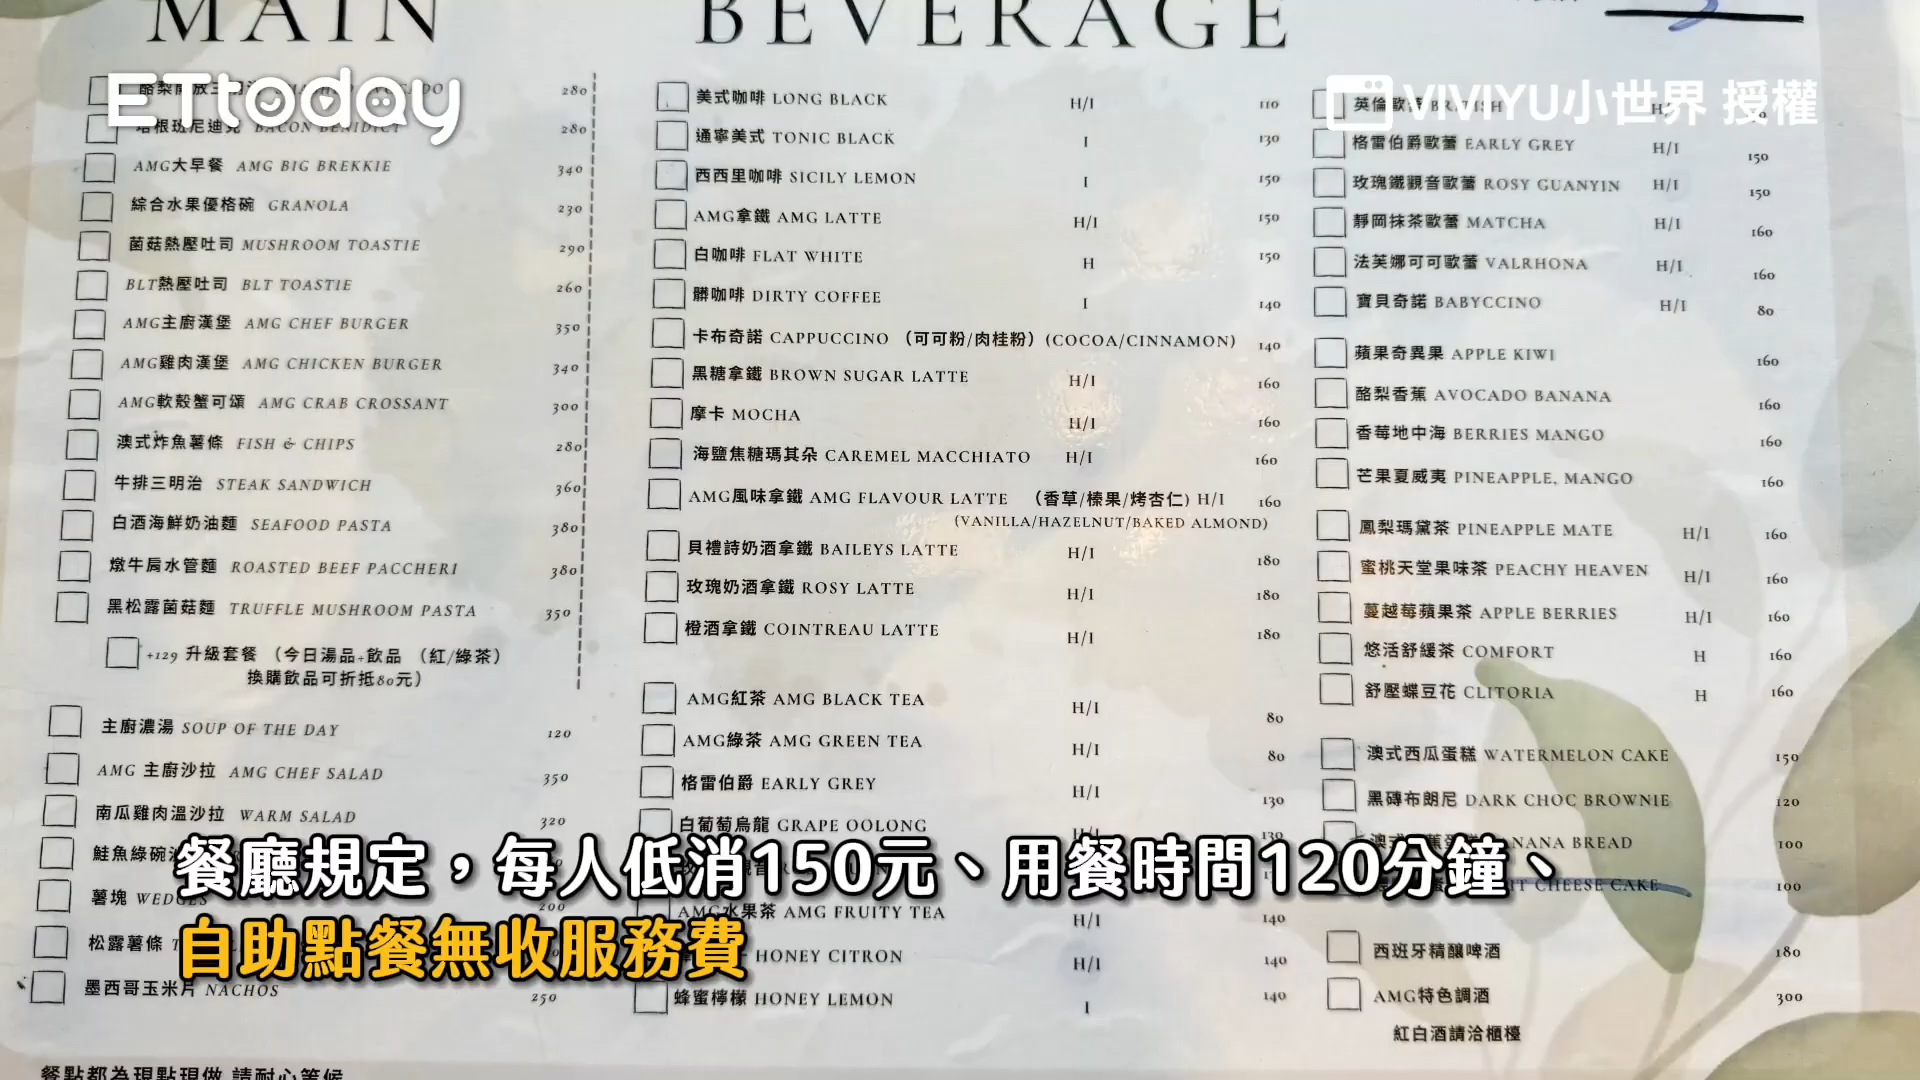 MAIN
BEVERAGE
ETtoday
VIVIYU小世界 授權
280
培根班尼迪克 BACON BENIDICT 280
AMG大早餐 AMG BIG BREKKIE 340
綜合水果優格碗 GRANOLA 230
菌菇熱壓吐司 MUSHROOM TOASTIE 290
BLT熱壓吐司 BLT TOASTIE 260
AMG主廚漢堡 AMG CHEF BURGER 350
AMG雞肉漢堡 AMG CHICKEN BURGER 340
AMG軟殼蟹可頌 AMG CRAB CROSSANT 300
澳式炸魚薯條 FISH & CHIPS 280
牛排三明治 STEAK SANDWICH 360
白酒海鮮奶油麵 SEAFOOD PASTA 380
燉牛肩水管麵 ROASTED BEEF PACCHERI 380
黑松露菌菇麵 TRUFFLE MUSHROOM PASTA 350
+129 升級套餐 （今日湯品+飲品 （紅/綠茶）
換購飲品可折抵80元）
主廚濃湯 SOUP OF THE DAY 120
AMG 主廚沙拉 AMG CHEF SALAD 350
南瓜雞肉溫沙拉 WARM SALAD 320
鮭魚綠碗
薯塊 WEDGES 200
松露薯條
墨西哥玉米片 NACHOS 250
美式咖啡 LONG BLACK H/I 110
通寧美式 TONIC BLACK I 130
西西里咖啡 SICILY LEMON I 150
AMG拿鐵 AMG LATTE H/I 150
白咖啡 FLAT WHITE H 150
髒咖啡 DIRTY COFFEE I 140
卡布奇諾 CAPPUCCINO （可可粉/肉桂粉）(COCOA/CINNAMON) 140
黑糖拿鐵 BROWN SUGAR LATTE H/I 160
摩卡 MOCHA H/I 160
海鹽焦糖瑪其朵 CAREMEL MACCHIATO H/I 160
AMG風味拿鐵 AMG FLAVOUR LATTE （香草/榛果/烤杏仁) H/I 160
(VANILLA/HAZELNUT/BAKED ALMOND)
貝禮詩奶酒拿鐵 BAILEYS LATTE H/I 180
玫瑰奶酒拿鐵 ROSY LATTE H/I 180
橙酒拿鐵 COINTREAU LATTE H/I 180
AMG紅茶 AMG BLACK TEA H/I 80
AMG綠茶 AMG GREEN TEA H/I 80
格雷伯爵 EARLY GREY H/I 130
白葡萄烏龍 GRAPE OOLONG H/I 130
AMG水果茶 AMG FRUITY TEA H/I 140
HONEY CITRON H/I 140
蜂蜜檸檬 HONEY LEMON I 140
英倫歐蕾 BRITISH
格雷伯爵歐蕾 EARLY GREY H/I 150
玫瑰鐵觀音歐蕾 ROSY GUANYIN H/I 150
靜岡抹茶歐蕾 MATCHA H/I 160
法芙娜可可歐蕾 VALRHONA H/I 160
寶貝奇諾 BABYCCINO H/I 80
蘋果奇異果 APPLE KIWI 160
酪梨香蕉 AVOCADO BANANA 160
香莓地中海 BERRIES MANGO 160
芒果夏威夷 PINEAPPLE, MANGO 160
鳳梨瑪黛茶 PINEAPPLE MATE H/I 160
蜜桃天堂果味茶 PEACHY HEAVEN H/I 160
蔓越莓蘋果茶 APPLE BERRIES H/I 160
悠活舒緩茶 COMFORT H 160
舒壓蝶豆花 CLITORIA H 160
澳式西瓜蛋糕 WATERMELON CAKE 150
黑磚布朗尼 DARK CHOC BROWNIE 120
BANANA BREAD 100
CHEESE CAKE 100
西班牙精釀啤酒 180
AMG特色調酒 300
紅白酒請洽櫃檯
餐廳規定，每人低消150元、用餐時間120分鐘、
自助點餐無收服務費
餐點都為現點現做 請耐心等候